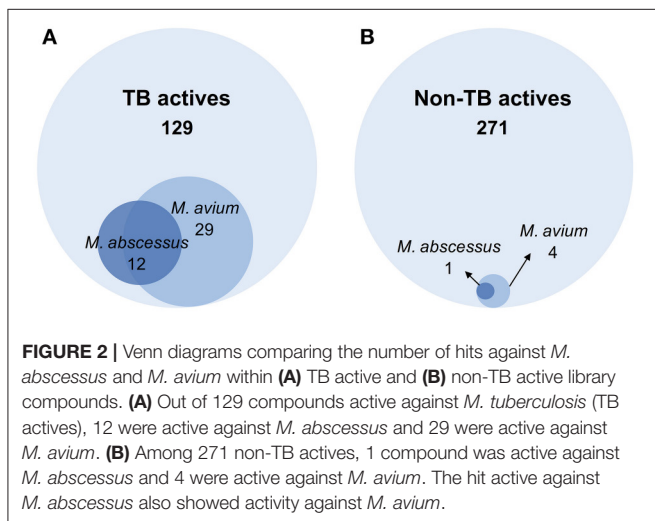 A
B
TB actives
129
Non-TB actives
271
M. avium
29
M. abscessus
12
M. abscessus
1
M. avium
4
FIGURE 2 | Venn diagrams comparing the number of hits against M.
abscessus and M. avium within (A) TB active and (B) non-TB active library
compounds. (A) Out of 129 compounds active against M. tuberculosis (TB
actives), 12 were active against M. abscessus and 29 were active against
M. avium. (B) Among 271 non-TB actives, 1 compound was active against
M. abscessus and 4 were active against M. avium. The hit active against
M. abscessus also showed activity against M. avium.